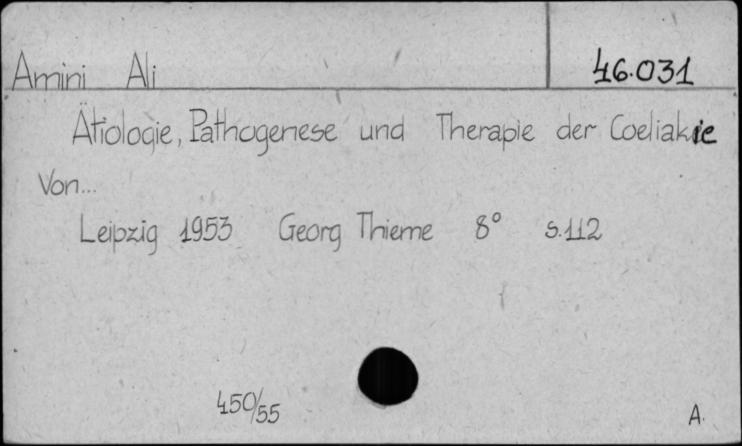 Amini Ali 46.031
Ätiologie, Pathogenese und Therapie der Coeliakie
Von...
Leipzig 1953 Georg Thieme 8° S.112
450/55
A.